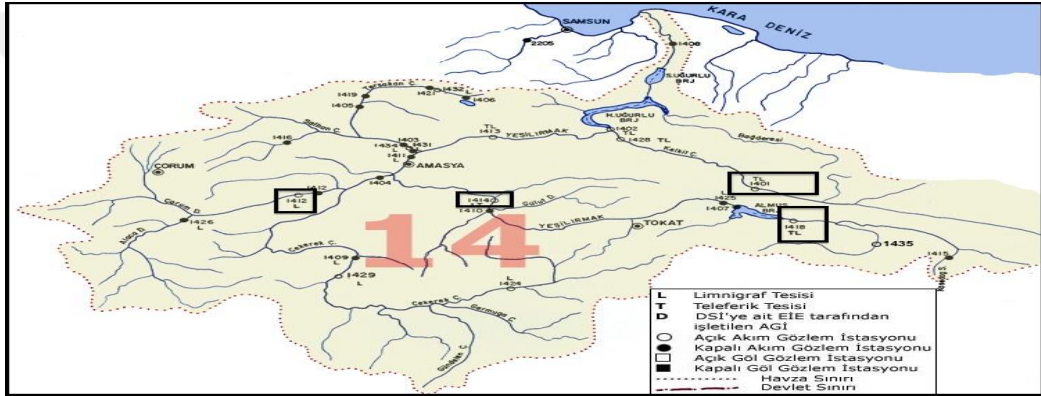 KARA DENİZ
SAMSUN
2205
1408
S.UĞURLU
BRJ
Tersakan Ç.
1432
L
1419
1421
1406
1405
H.UĞURLU
BRJ
TL
1413
YEŞİLIRMAK
1402
TL
1428 TL
1416
1403
1434
1431
L
1411
L
AMASYA
Kelkit Ç.
ÇORUM
1404
TL
1401
1412
1412
L
1414
1410
L
1425
1407
ALMUS
BRJ
Çorum D.
1426
L
YEŞİLIRMAK
TOKAT
1418
TL
1435
14
Çekerek Ç.
1409
L
1429
L
L
1424
1415
Çekerek Ç.
L Limnigraf Tesisi
T Teleferik Tesisi
D DSİ'ye ait EİE tarafından
işletilen AGİ
Açık Akım Gözlem İstasyonu
Kapalı Akım Gözlem İstasyonu
Açık Göl Gözlem İstasyonu
Kapalı Göl Gözlem İstasyonu
Havza Sınırı
Devlet Sınırı